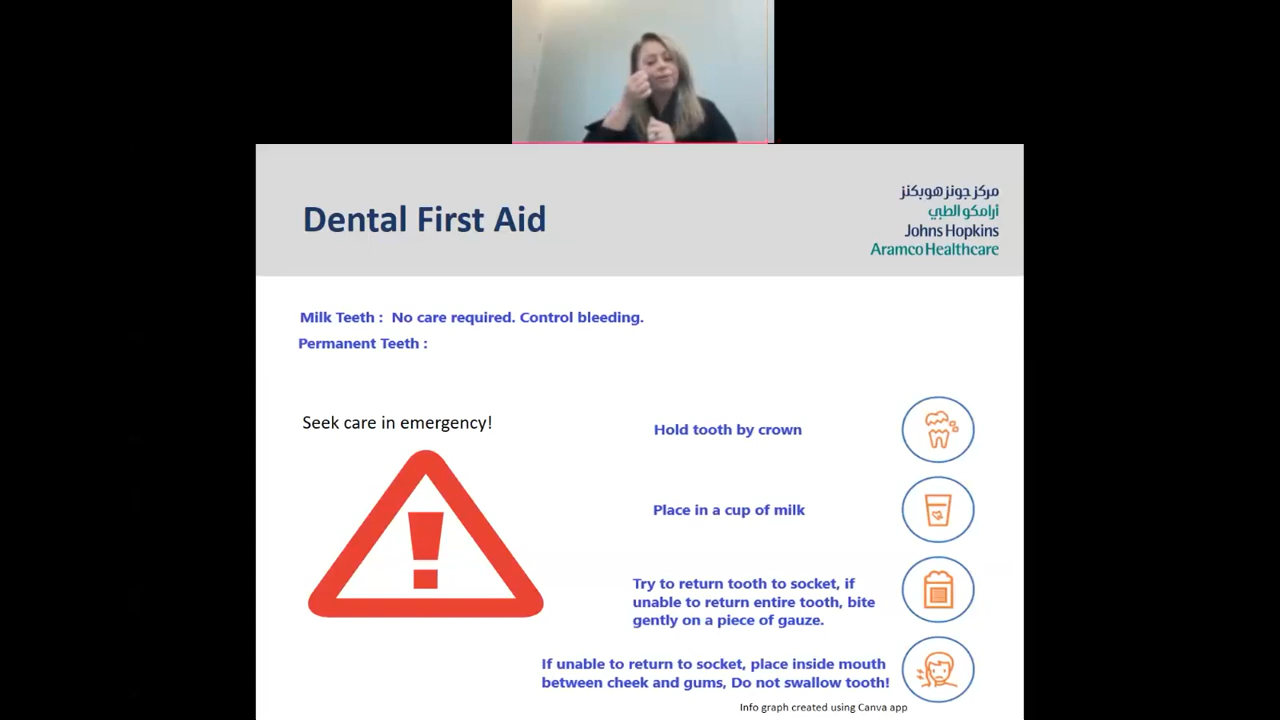 Dental First Aid
مركز جونز هوبكنز
أرامكو الطبي
Johns Hopkins
Aramco Healthcare
Milk Teeth :  No care required. Control bleeding.
Permanent Teeth :
Seek care in emergency!
Hold tooth by crown
Place in a cup of milk
Try to return tooth to socket, if
unable to return entire tooth, bite
gently on a piece of gauze.
If unable to return to socket, place inside mouth
between cheek and gums, Do not swallow tooth!
Info graph created using Canva app